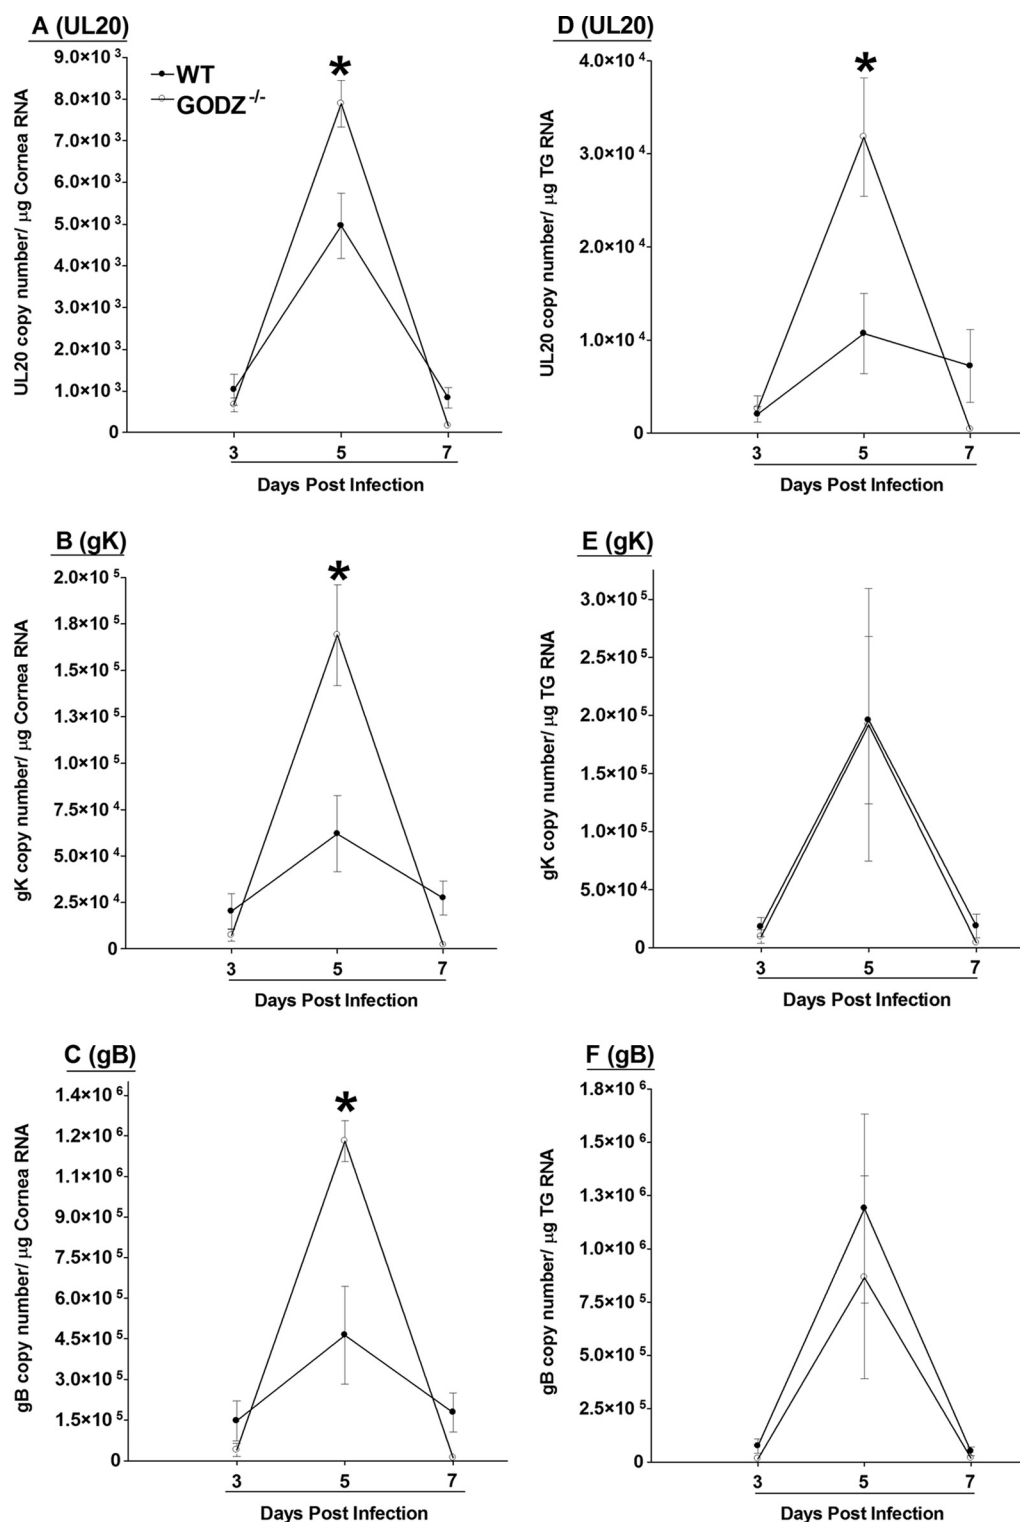 A (UL20)
UL20 copy number/ μg Cornea RNA
9.0×10 3
8.0×10 3
7.0×10 3
6.0×10 3
5.0×10 3
4.0×10 3
3.0×10 3
2.0×10 3
1.0×10 3
0
WT
GODZ -/-
*
3 5 7
Days Post Infection
D (UL20)
UL20 copy number/ μg TG RNA
4.0×10 4
3.0×10 4
2.0×10 4
1.0×10 4
0
*
3 5 7
Days Post Infection
B (gK)
gK copy number/ μg Cornea RNA
2.0×10 5
1.8×10 5
1.5×10 5
1.3×10 5
1.0×10 5
7.5×10 4
5.0×10 4
2.5×10 4
0
*
3 5 7
Days Post Infection
E (gK)
gK copy number/ μg TG RNA
3.0×10 5
2.5×10 5
2.0×10 5
1.5×10 5
1.0×10 5
5.0×10 4
0
3 5 7
Days Post Infection
C (gB)
gB copy number/ μg Cornea RNA
1.4×10 6
1.2×10 6
1.1×10 6
9.0×10 5
7.5×10 5
6.0×10 5
4.5×10 5
3.0×10 5
1.5×10 5
0
*
3 5 7
Days Post Infection
F (gB)
gB copy number/ μg TG RNA
1.8×10 6
1.5×10 6
1.3×10 6
1.0×10 6
7.5×10 5
5.0×10 5
2.5×10 5
0
3 5 7
Days Post Infection